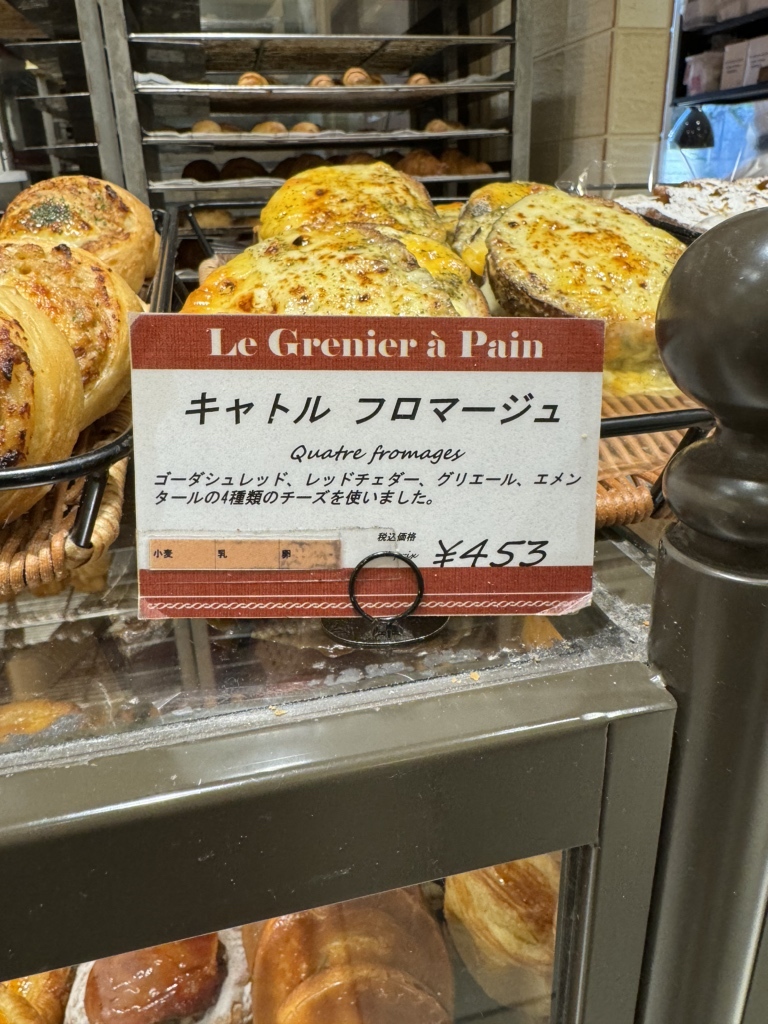 Le Grenier à Pain
キャトル フロマージュ
Quatre fromages
ゴーダシュレッド、レッドチェダー、グリエール、エメン
タールの4種類のチーズを使いました。
小麦 乳 卵
税込価格
¥453